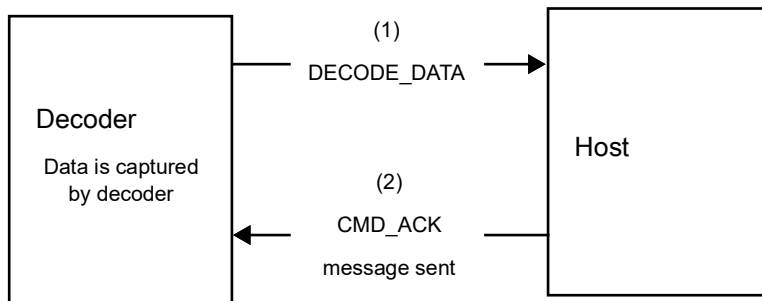 (1)
DECODE_DATA
Decoder
Data is captured
by decoder
Host
(2)
CMD_ACK
message sent